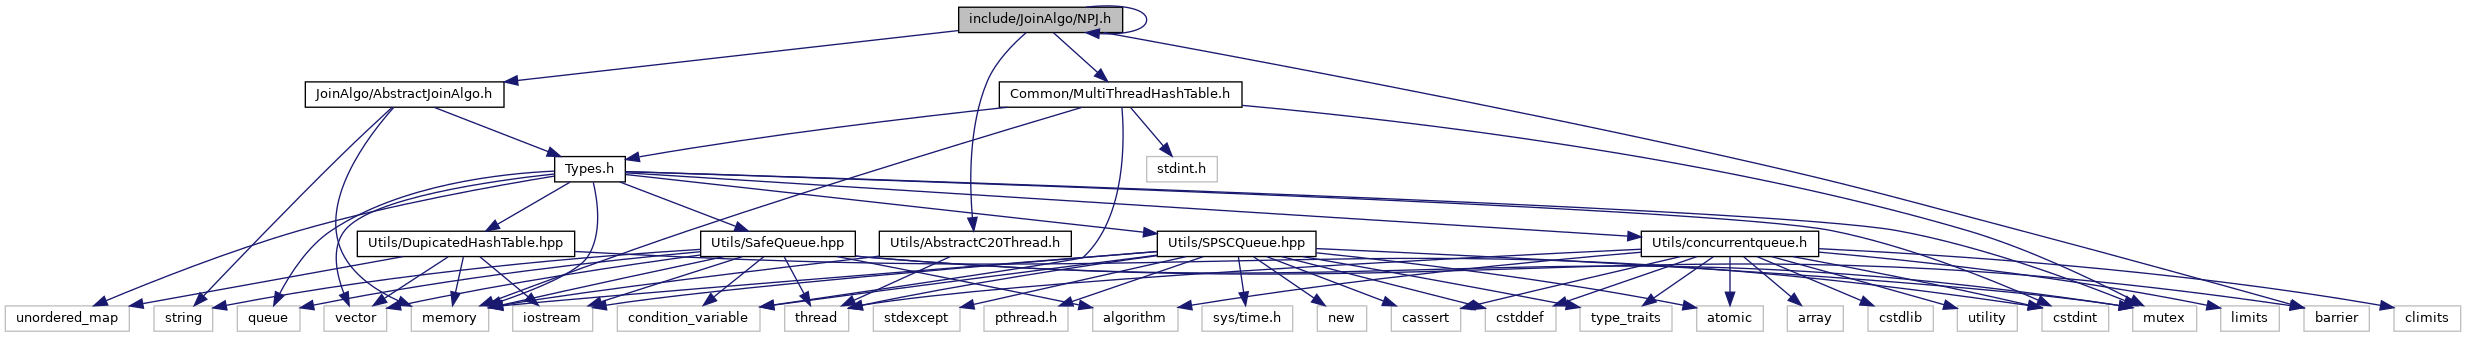 include/JoinAlgo/NPJ.h
JoinAlgo/AbstractJoinAlgo.h
Common/MultiThreadHashTable.h
Types.h
stdint.h
Utils/DupicatedHashTable.hpp
Utils/SafeQueue.hpp
Utils/AbstractC20Thread.h
Utils/SPSCQueue.hpp
Utils/concurrentqueue.h
unordered_map
string
queue
vector
memory
iostream
condition_variable
thread
stdexcept
pthread.h
algorithm
sys/time.h
new
cassert
cstddef
type_traits
atomic
array
cstdlib
utility
cstdint
mutex
limits
barrier
climits